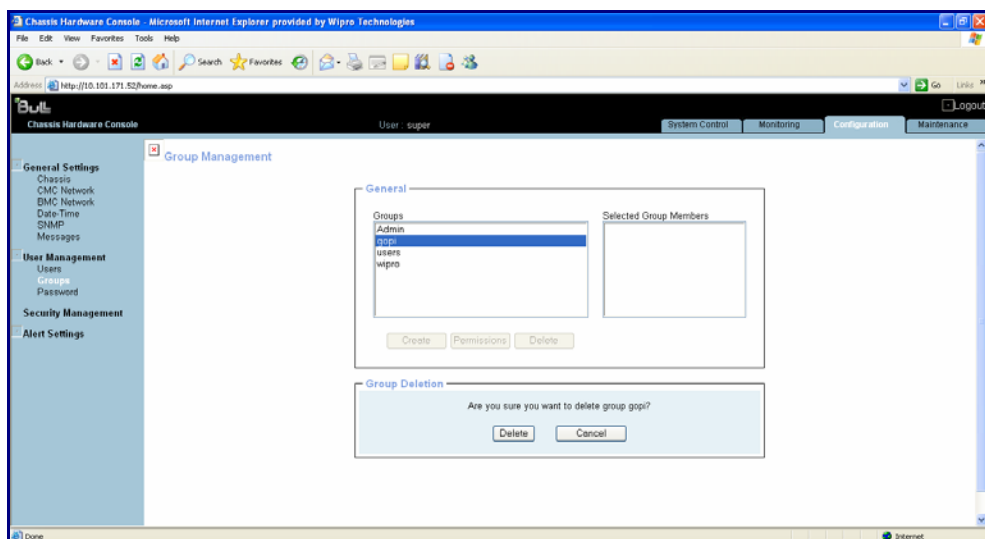 Chassis Hardware Console - Microsoft Internet Explorer provided by Wipro Technologies
File Edit View Favorites Tools Help
Back Search Favorites
Address http://10.101.171.52/home.asp Go Links
Bull Logout
Chassis Hardware Console User : super System Control Monitoring Configuration Maintenance
Group Management
General Settings
Chassis
CMC Network
BMC Network
Date-Time
SNMP
Messages
User Management
Users
Groups
Password
Security Management
Alert Settings
General
Groups Selected Group Members
Admin
gopi
users
wipro
Create Permissions Delete
Group Deletion
Are you sure you want to delete group gopi?
Delete Cancel
Done Internet